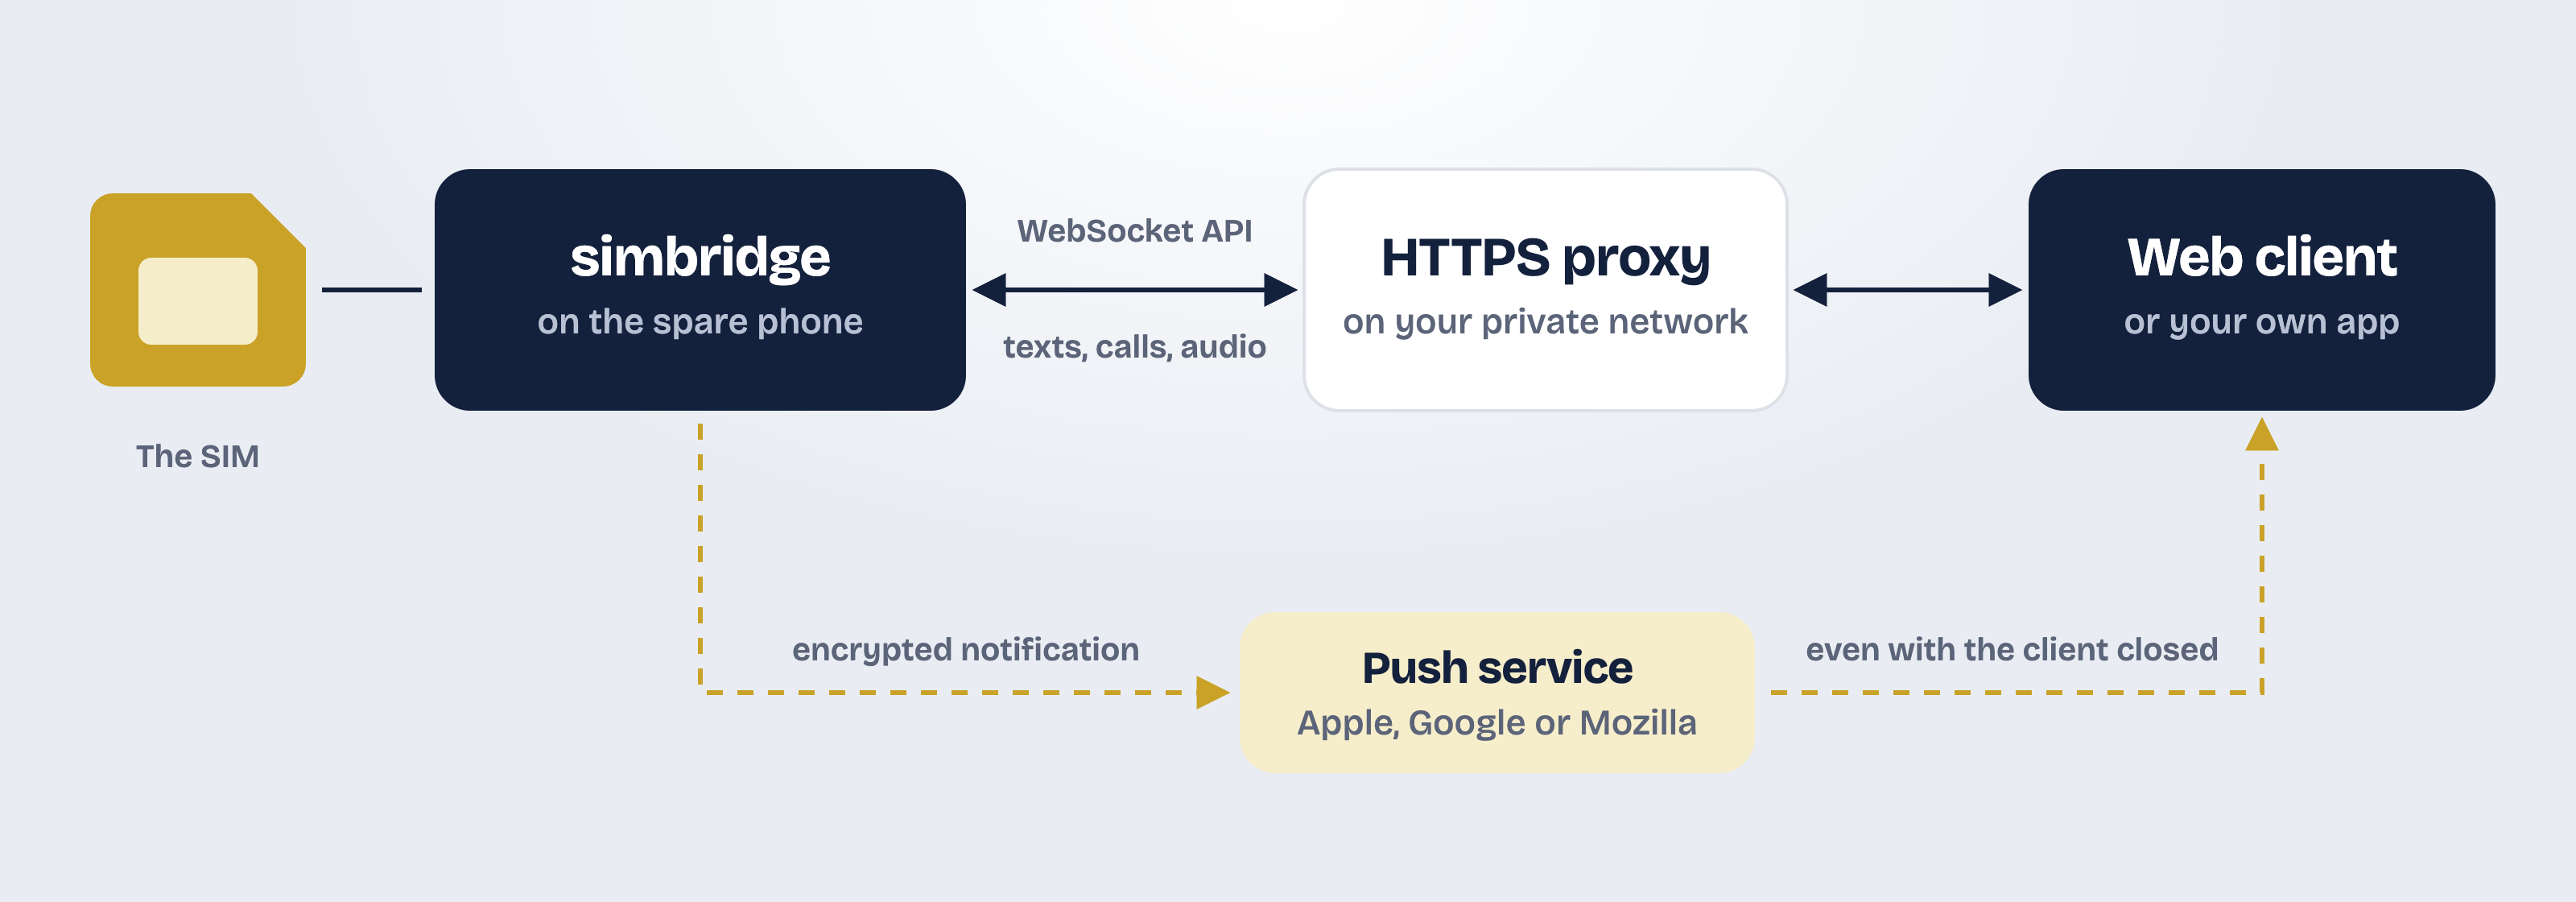 The SIM
simbridge
on the spare phone
WebSocket API
texts, calls, audio
HTTPS proxy
on your private network
Web client
or your own app
encrypted notification
Push service
Apple, Google or Mozilla
even with the client closed